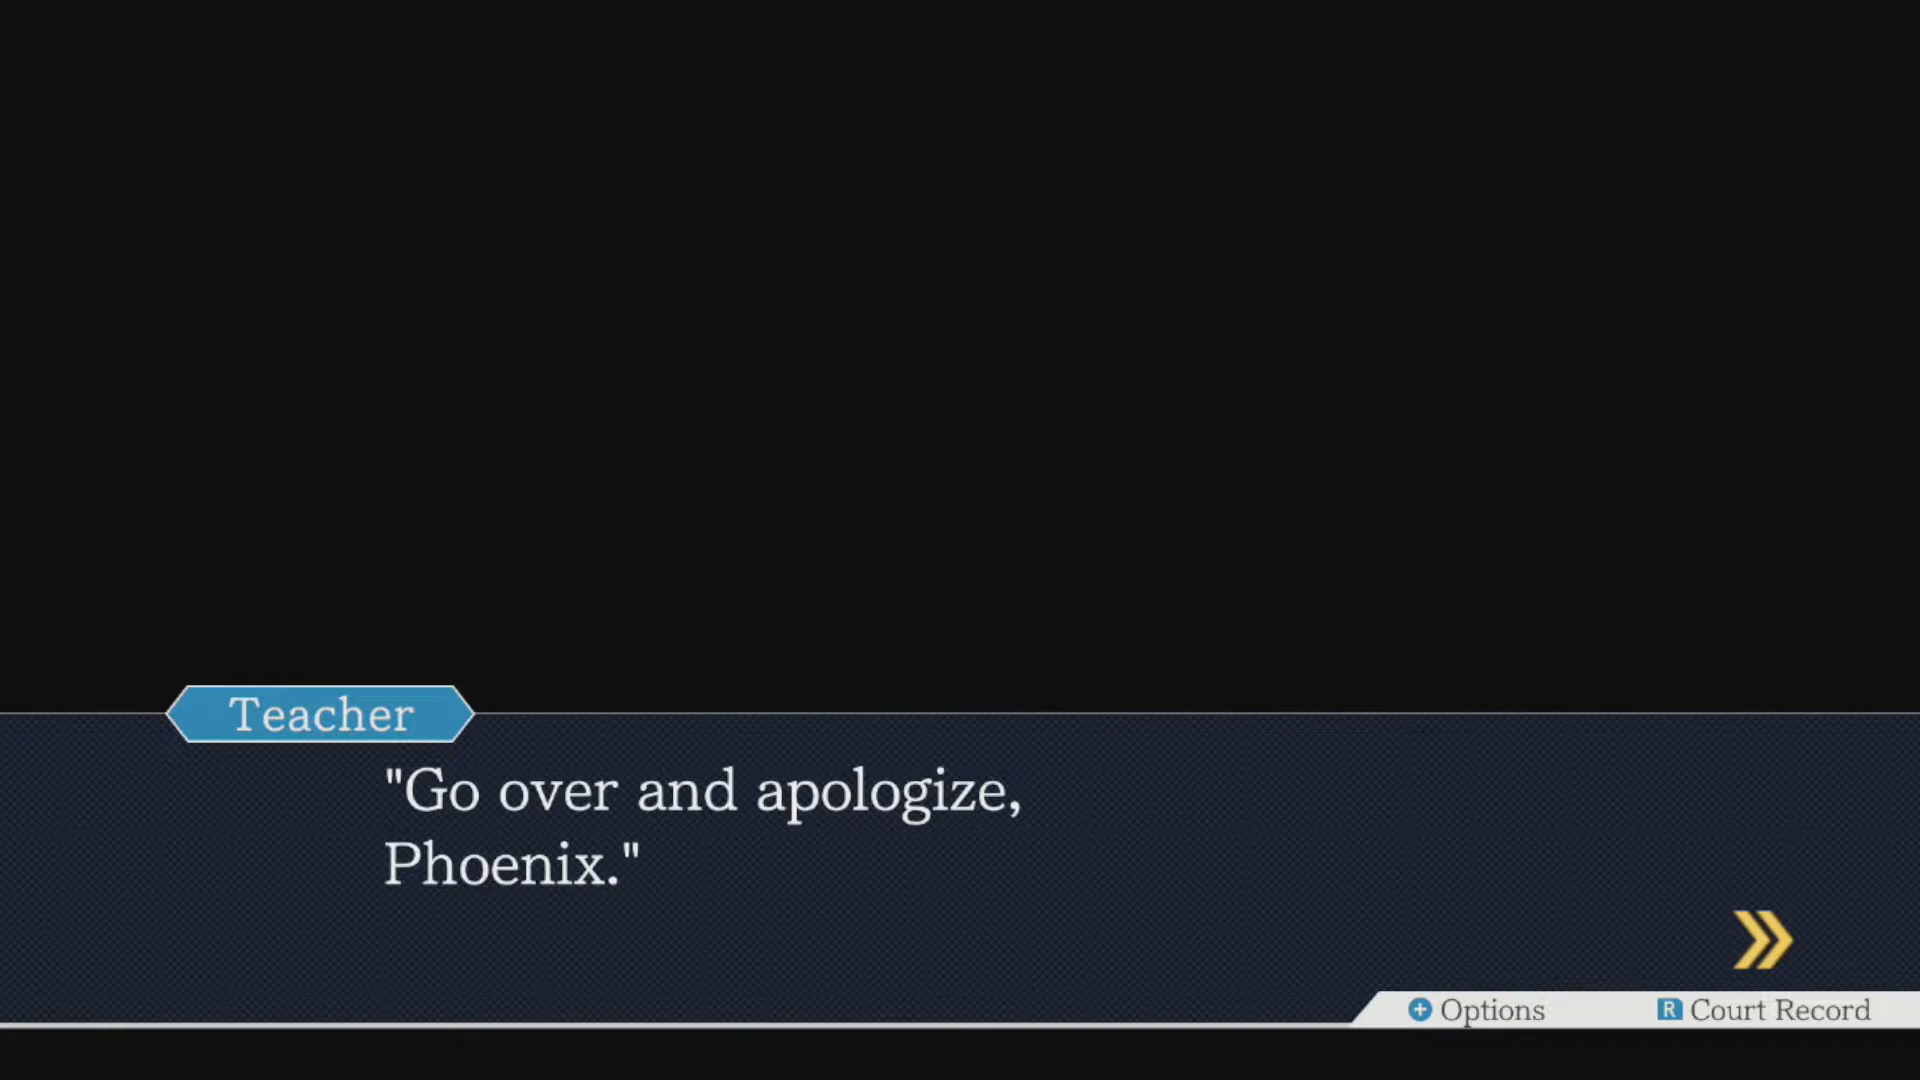 Teacher
"Go over and apologize,
Phoenix."
Options
R Court Record